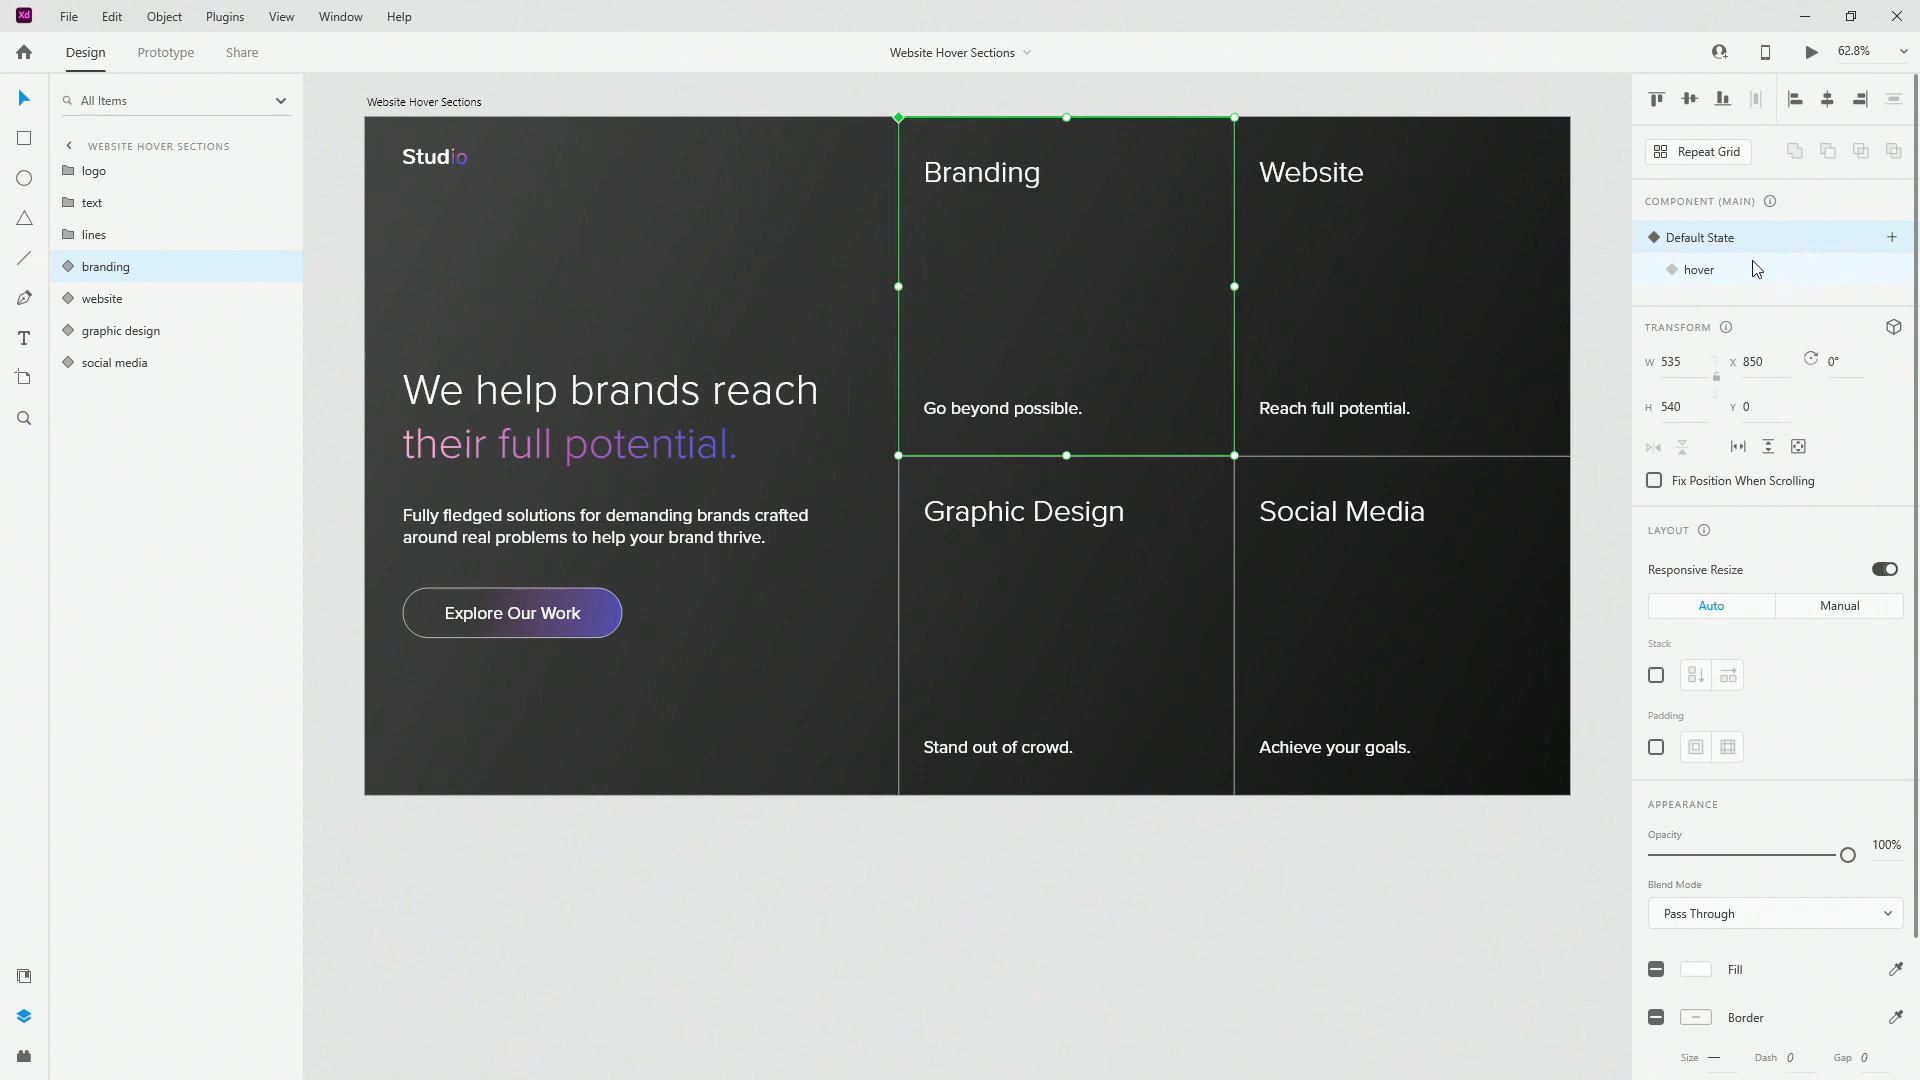 Xd File Edit Object Plugins View Window Help
Design Prototype Share
Website Hover Sections
62.8%
All Items
WEBSITE HOVER SECTIONS
logo
text
lines
branding
website
graphic design
social media
Website Hover Sections
Studio
We help brands reach
their full potential.
Fully fledged solutions for demanding brands crafted
around real problems to help your brand thrive.
Explore Our Work
Branding
Go beyond possible.
Website
Reach full potential.
Graphic Design
Stand out of crowd.
Social Media
Achieve your goals.
Repeat Grid
COMPONENT (MAIN)
Default State
hover
TRANSFORM
W 535 X 850 0°
H 540 Y 0
Fix Position When Scrolling
LAYOUT
Responsive Resize
Auto Manual
Stack
Padding
APPEARANCE
Opacity
100%
Blend Mode
Pass Through
Fill
Border
Size — Dash 0 Gap 0